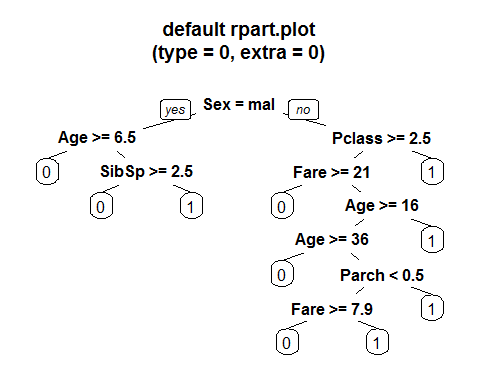 default rpart.plot
(type = 0, extra = 0)
yes Sex = mal no
Age >= 6.5 Pclass >= 2.5
0 SibSp >= 2.5 Fare >= 21 1
0 1 0 Age >= 16
Age >= 36 1
0 Parch < 0.5
Fare >= 7.9 1
0 1